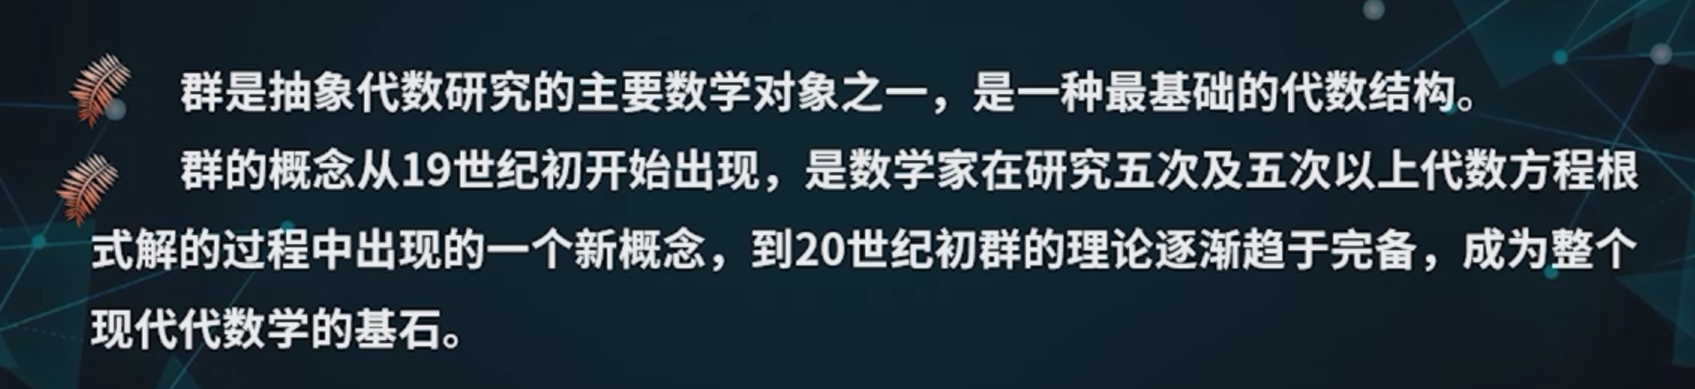 群是抽象代数研究的主要数学对象之一，是一种最基础的代数结构。
群的概念从19世纪初开始出现，是数学家在研究五次及五次以上代数方程根
式解的过程中出现的一个新概念，到20世纪初群的理论逐渐趋于完备，成为整个
现代代数学的基石。